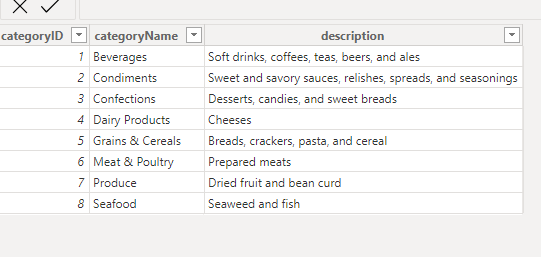 categoryID categoryName description
1 Beverages Soft drinks, coffees, teas, beers, and ales
2 Condiments Sweet and savory sauces, relishes, spreads, and seasonings
3 Confections Desserts, candies, and sweet breads
4 Dairy Products Cheeses
5 Grains & Cereals Breads, crackers, pasta, and cereal
6 Meat & Poultry Prepared meats
7 Produce Dried fruit and bean curd
8 Seafood Seaweed and fish